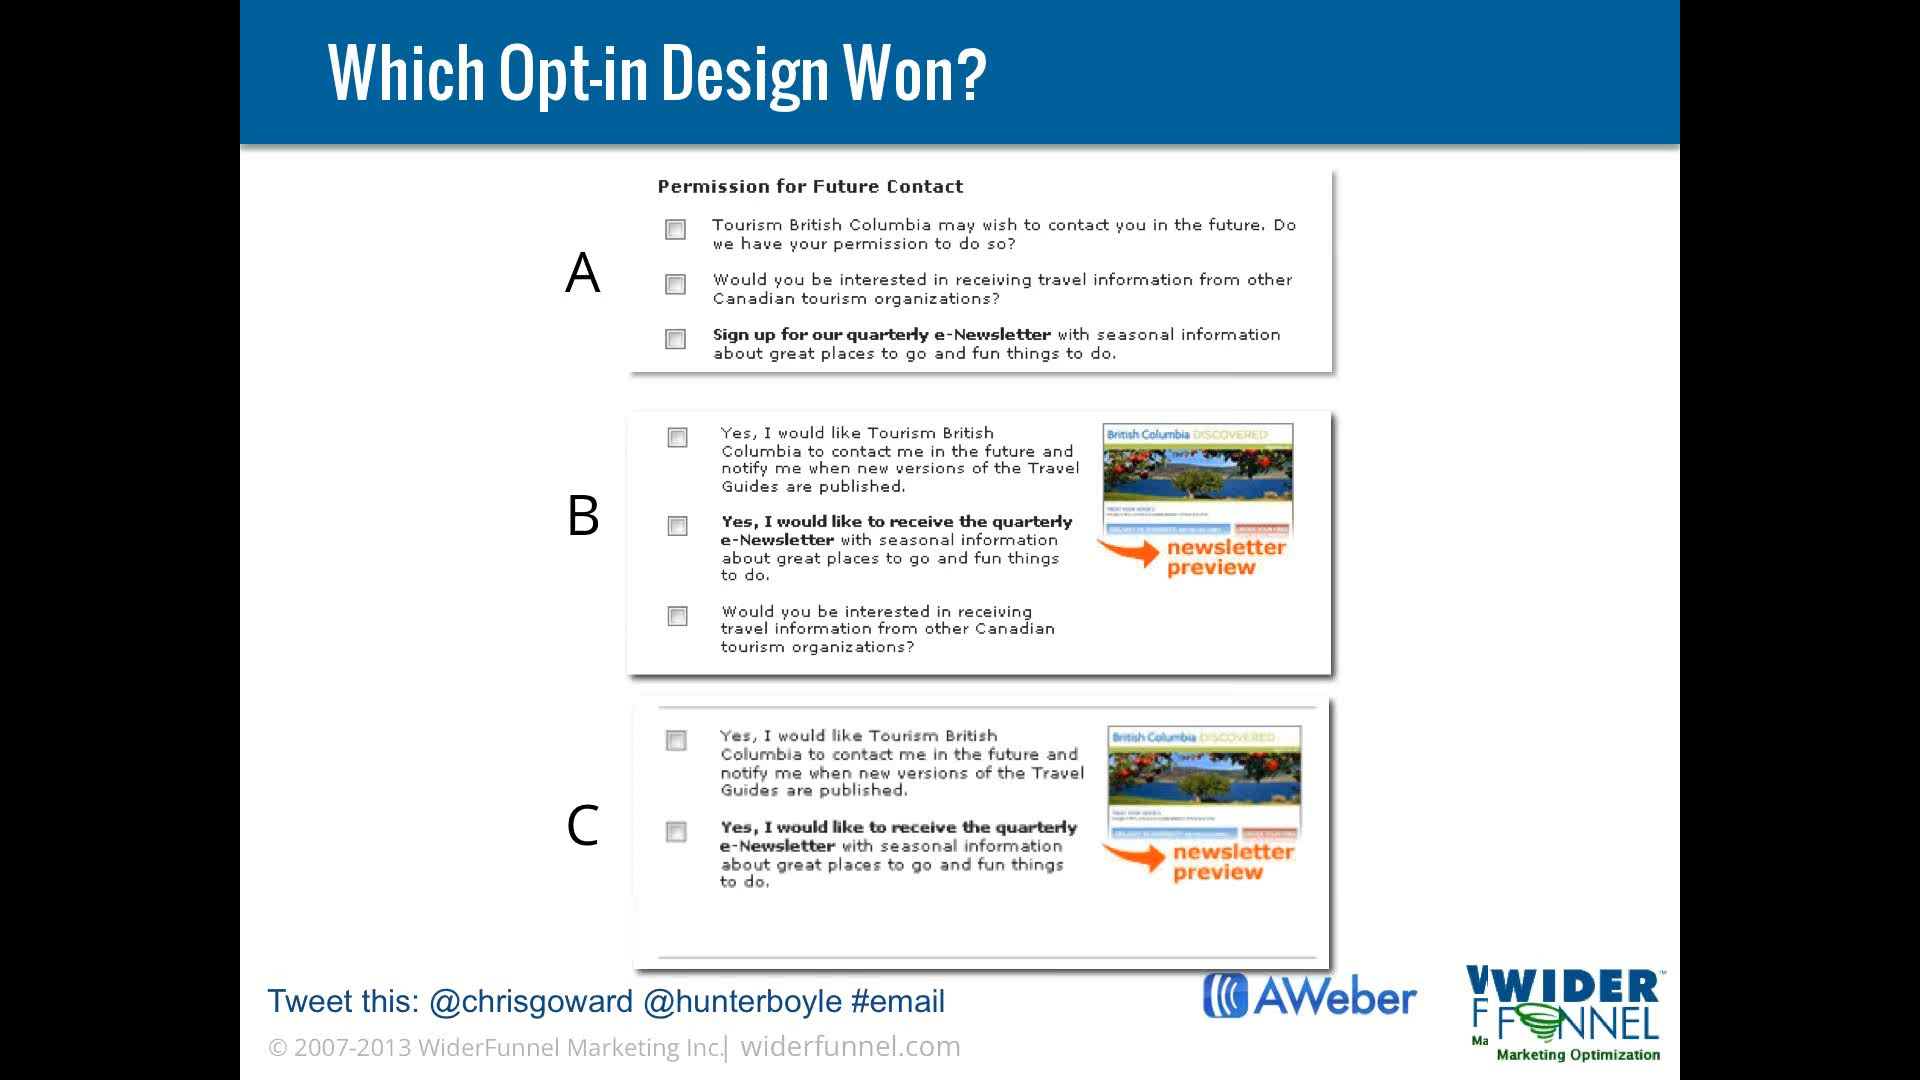 Which Opt-in Design Won?
A
Permission for Future Contact
Tourism British Columbia may wish to contact you in the future. Do
we have your permission to do so?
Would you be interested in receiving travel information from other
Canadian tourism organizations?
Sign up for our quarterly e-Newsletter with seasonal information
about great places to go and fun things to do.
B
Yes, I would like Tourism British
Columbia to contact me in the future and
notify me when new versions of the Travel
Guides are published.
Yes, I would like to receive the quarterly
e-Newsletter with seasonal information
about great places to go and fun things
to do.
Would you be interested in receiving
travel information from other Canadian
tourism organizations?
British Columbia DISCOVERED
newsletter
preview
C
Yes, I would like Tourism British
Columbia to contact me in the future and
notify me when new versions of the Travel
Guides are published.
Yes, I would like to receive the quarterly
e-Newsletter with seasonal information
about great places to go and fun things
to do.
British Columbia DISCOVERED
newsletter
preview
Tweet this: @chrisgoward @hunterboyle #email
© 2007-2013 WiderFunnel Marketing Inc. | widerfunnel.com
AWeber
WIDER
FUNNEL
Marketing Optimization